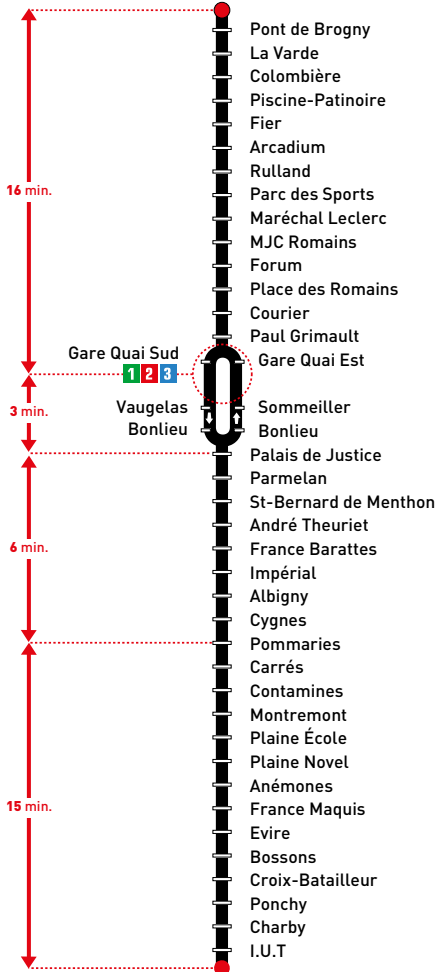 Pont de Brogny
La Varde
Colombière
Piscine-Patinoire
Fier
Arcadium
Rulland
16 min.
Parc des Sports
Maréchal Leclerc
MJC Romains
Forum
Place des Romains
Courier
Paul Grimault
Gare Quai Sud
Gare Quai Est
1 2 3
3 min.
Vaugelas
Sommeiller
Bonlieu
Bonlieu
Palais de Justice
Parmelan
St-Bernard de Menthon
André Theuriet
6 min.
France Barattes
Impérial
Albigny
Cygnes
Pommaries
Carrés
Contamines
Montremont
Plaine École
Plaine Novel
Anémones
15 min.
France Maquis
Evire
Bossons
Croix-Batailleur
Ponchy
Charby
I.U.T